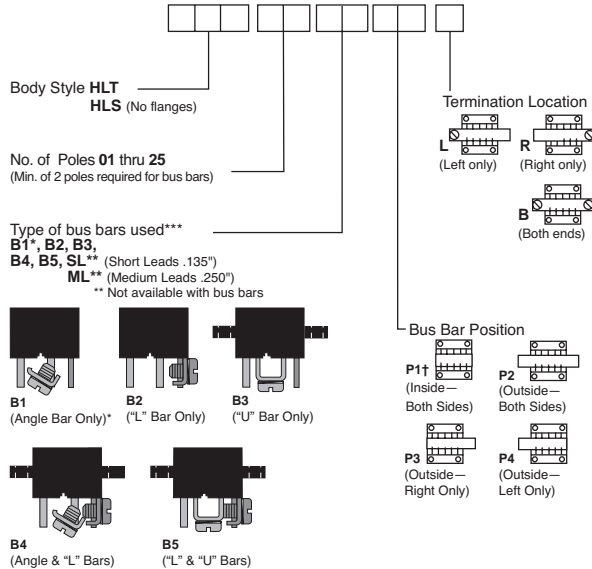 Body Style HLT
HLS (No flanges)
No. of Poles 01 thru 25
(Min. of 2 poles required for bus bars)
Type of bus bars used***
B1*, B2, B3,
B4, B5, SL** (Short Leads .135")
ML** (Medium Leads .250")
** Not available with bus bars
B1
(Angle Bar Only)*
B2
("L" Bar Only)
B3
("U" Bar Only)
B4
(Angle & "L" Bars)
B5
("L" & "U" Bars)
Termination Location
L
(Left only)
R
(Right only)
B
(Both ends)
Bus Bar Position
P1†
(Inside—
Both Sides)
P2
(Outside—
Both Sides)
P3
(Outside—
Right Only)
P4
(Outside—
Left Only)